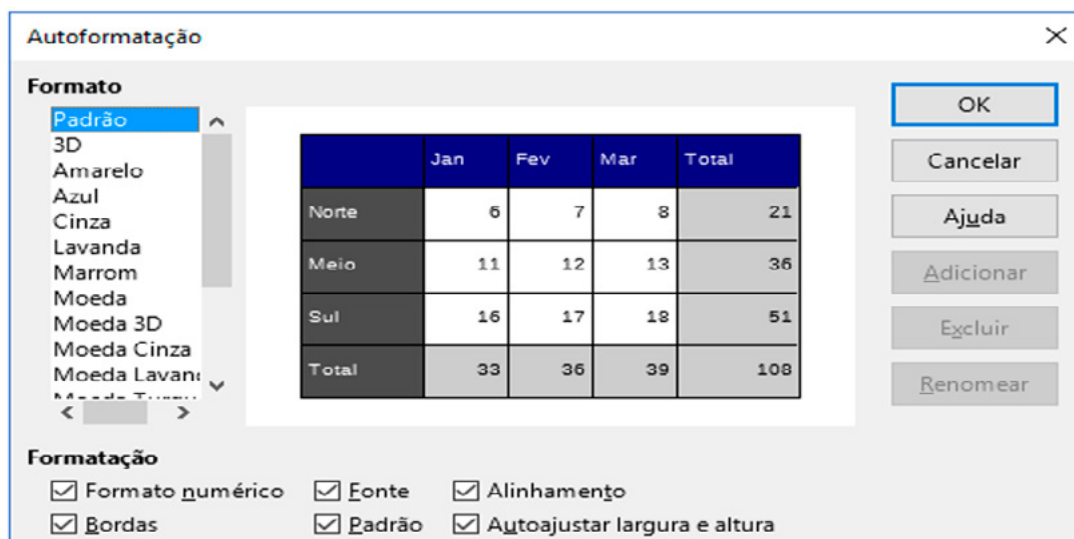 Autoformatação
Formato
Padrão
3D
Amarelo
Azul
Cinza
Lavanda
Marrom
Moeda
Moeda 3D
Moeda Cinza
Moeda Lavan
Jan Fev Mar Total
Norte 6 7 8 21
Meio 11 12 13 36
Sul 16 17 18 51
Total 33 36 39 108
OK
Cancelar
Ajuda
Adicionar
Excluir
Renomear
Formatação
Formato numérico Fonte Alinhamento
Bordas Padrão Autoajustar largura e altura